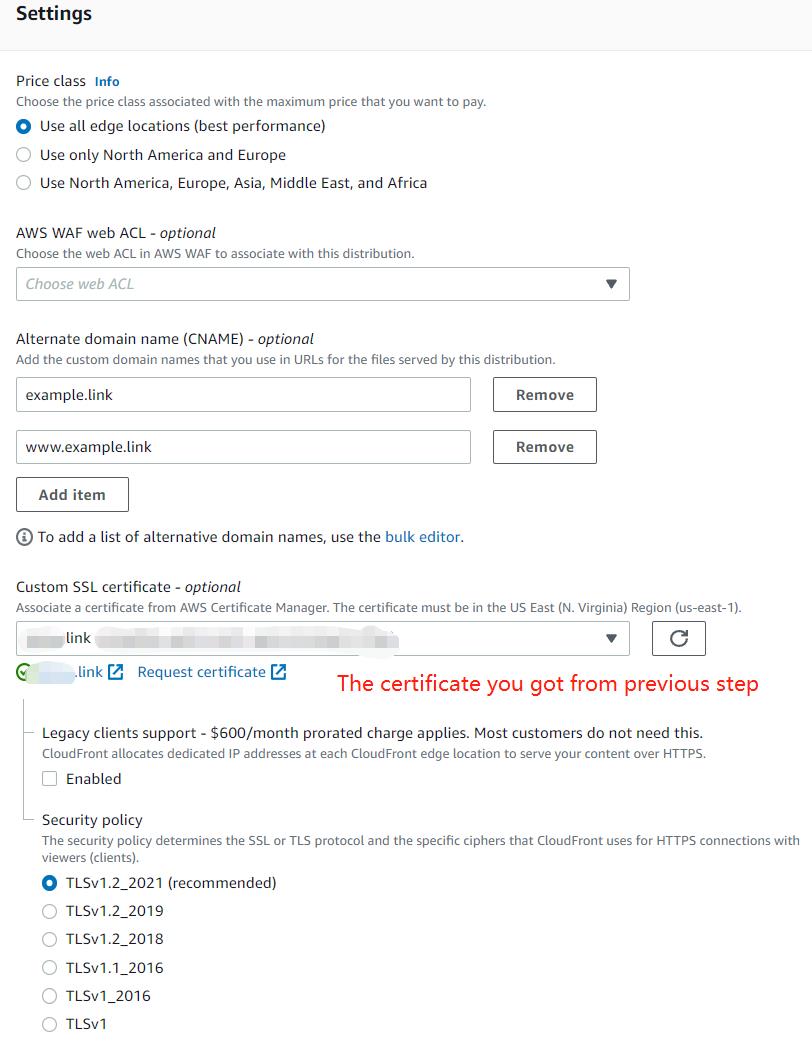 Settings
Price class Info
Choose the price class associated with the maximum price that you want to pay.
Use all edge locations (best performance)
Use only North America and Europe
Use North America, Europe, Asia, Middle East, and Africa
AWS WAF web ACL - optional
Choose the web ACL in AWS WAF to associate with this distribution.
Choose web ACL
Alternate domain name (CNAME) - optional
Add the custom domain names that you use in URLs for the files served by this distribution.
example.link Remove
www.example.link Remove
Add item
To add a list of alternative domain names, use the bulk editor.
Custom SSL certificate - optional
Associate a certificate from AWS Certificate Manager. The certificate must be in the US East (N. Virginia) Region (us-east-1).
link
.link Request certificate
The certificate you got from previous step
Legacy clients support - $600/month prorated charge applies. Most customers do not need this.
CloudFront allocates dedicated IP addresses at each CloudFront edge location to serve your content over HTTPS.
Enabled
Security policy
The security policy determines the SSL or TLS protocol and the specific ciphers that CloudFront uses for HTTPS connections with
viewers (clients).
TLSv1.2_2021 (recommended)
TLSv1.2_2019
TLSv1.2_2018
TLSv1.1_2016
TLSv1_2016
TLSv1